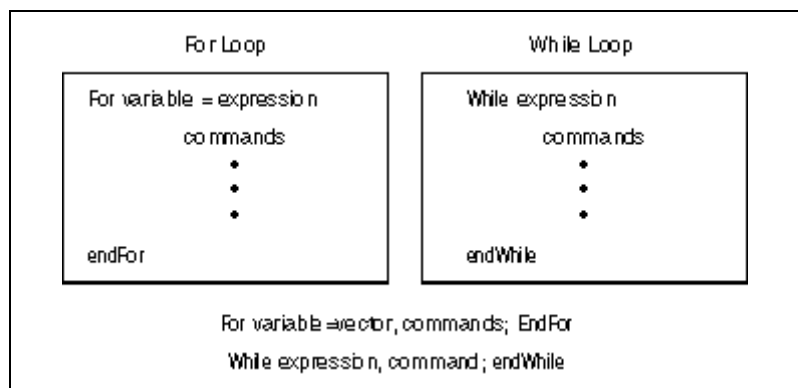 For Loop
For variable = expression
commands
endFor
While Loop
While expression
commands
endWhile
For variable=vector, commands; EndFor
While expression, command; endWhile